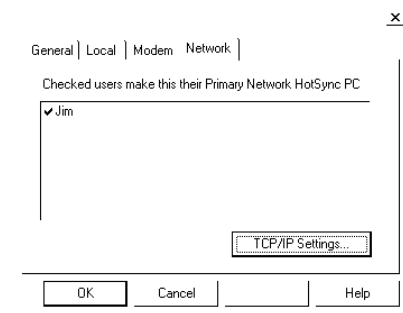 General Local Modem Network
Checked users make this their Primary Network HotSync PC
Jim
TCP/IP Settings...
OK Cancel Help